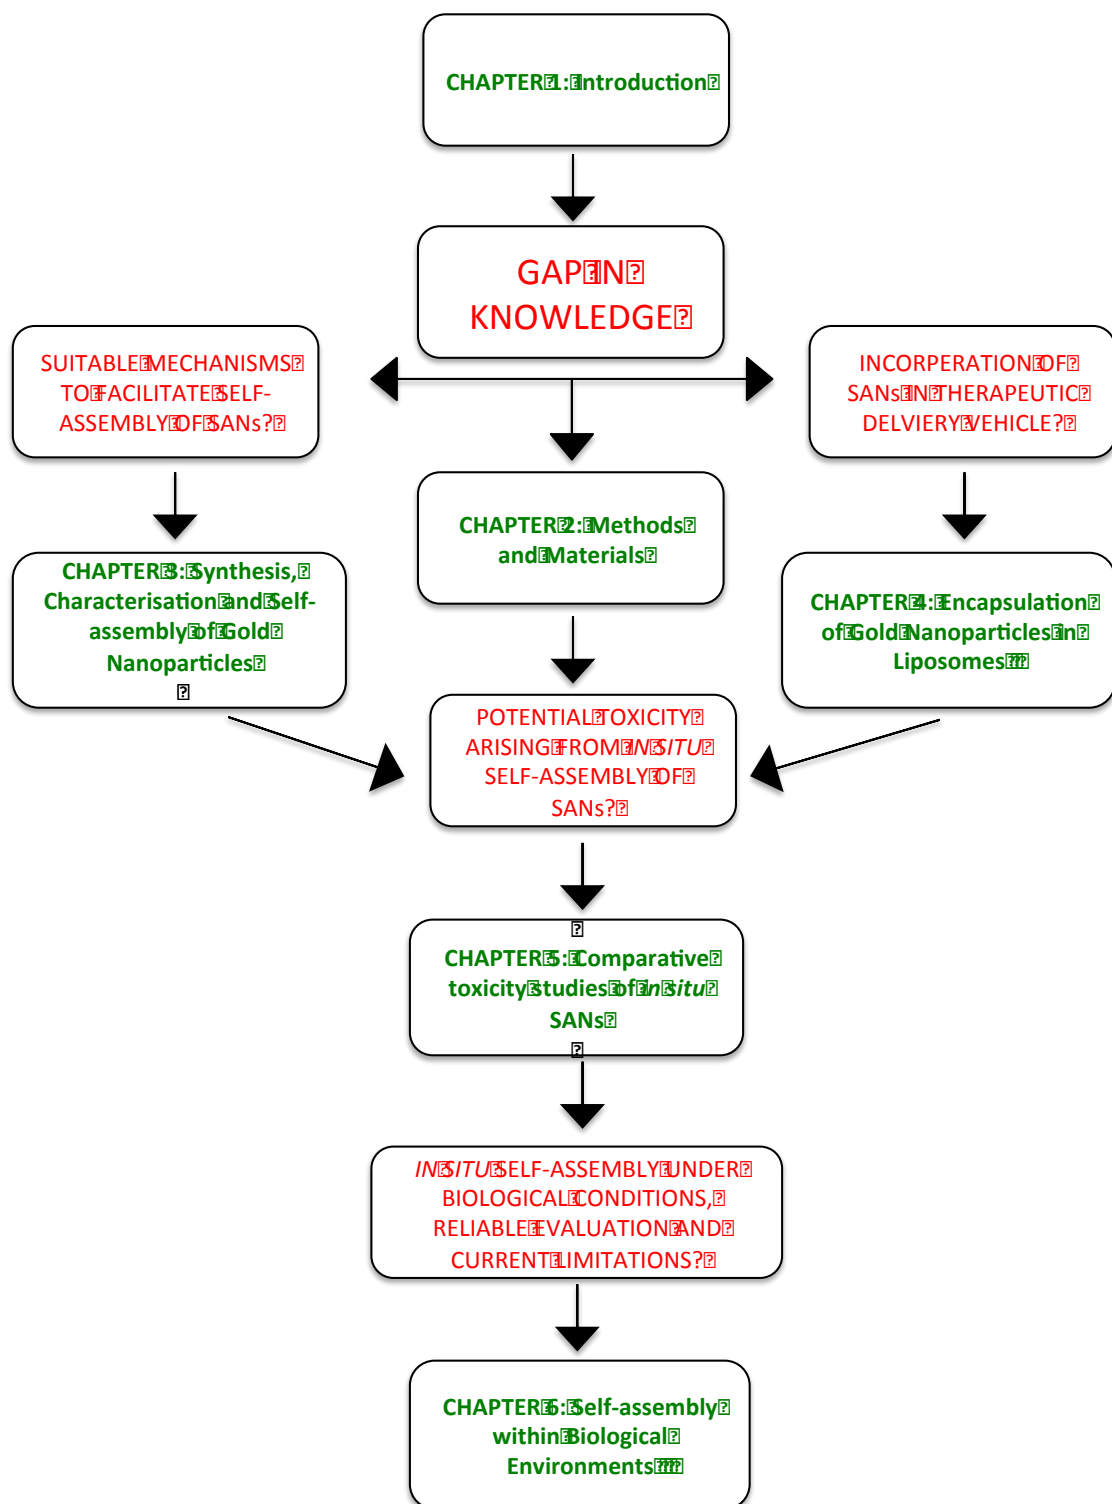 CHAPTER 1: Introduction
GAP IN
KNOWLEDGE
SUITABLE MECHANISMS
TO FACILITATE SELF-
ASSEMBLY OF SANs?
INCORPERATION OF
SANs IN THERAPEUTIC
DELVIERY VEHICLE?
CHAPTER 2: Methods
and Materials
CHAPTER 3: Synthesis,
Characterisation and Self-
assembly of Gold
Nanoparticles
CHAPTER 4: Encapsulation
of Gold Nanoparticles in
Liposomes
POTENTIAL TOXICITY
ARISING FROM IN SITU
SELF-ASSEMBLY OF
SANs?
CHAPTER 5: Comparative
toxicity studies of in situ
SANs
IN SITU SELF-ASSEMBLY UNDER
BIOLOGICAL CONDITIONS,
RELIABLE EVALUATION AND
CURRENT LIMITATIONS?
CHAPTER 6: Self-assembly
within Biological
Environments